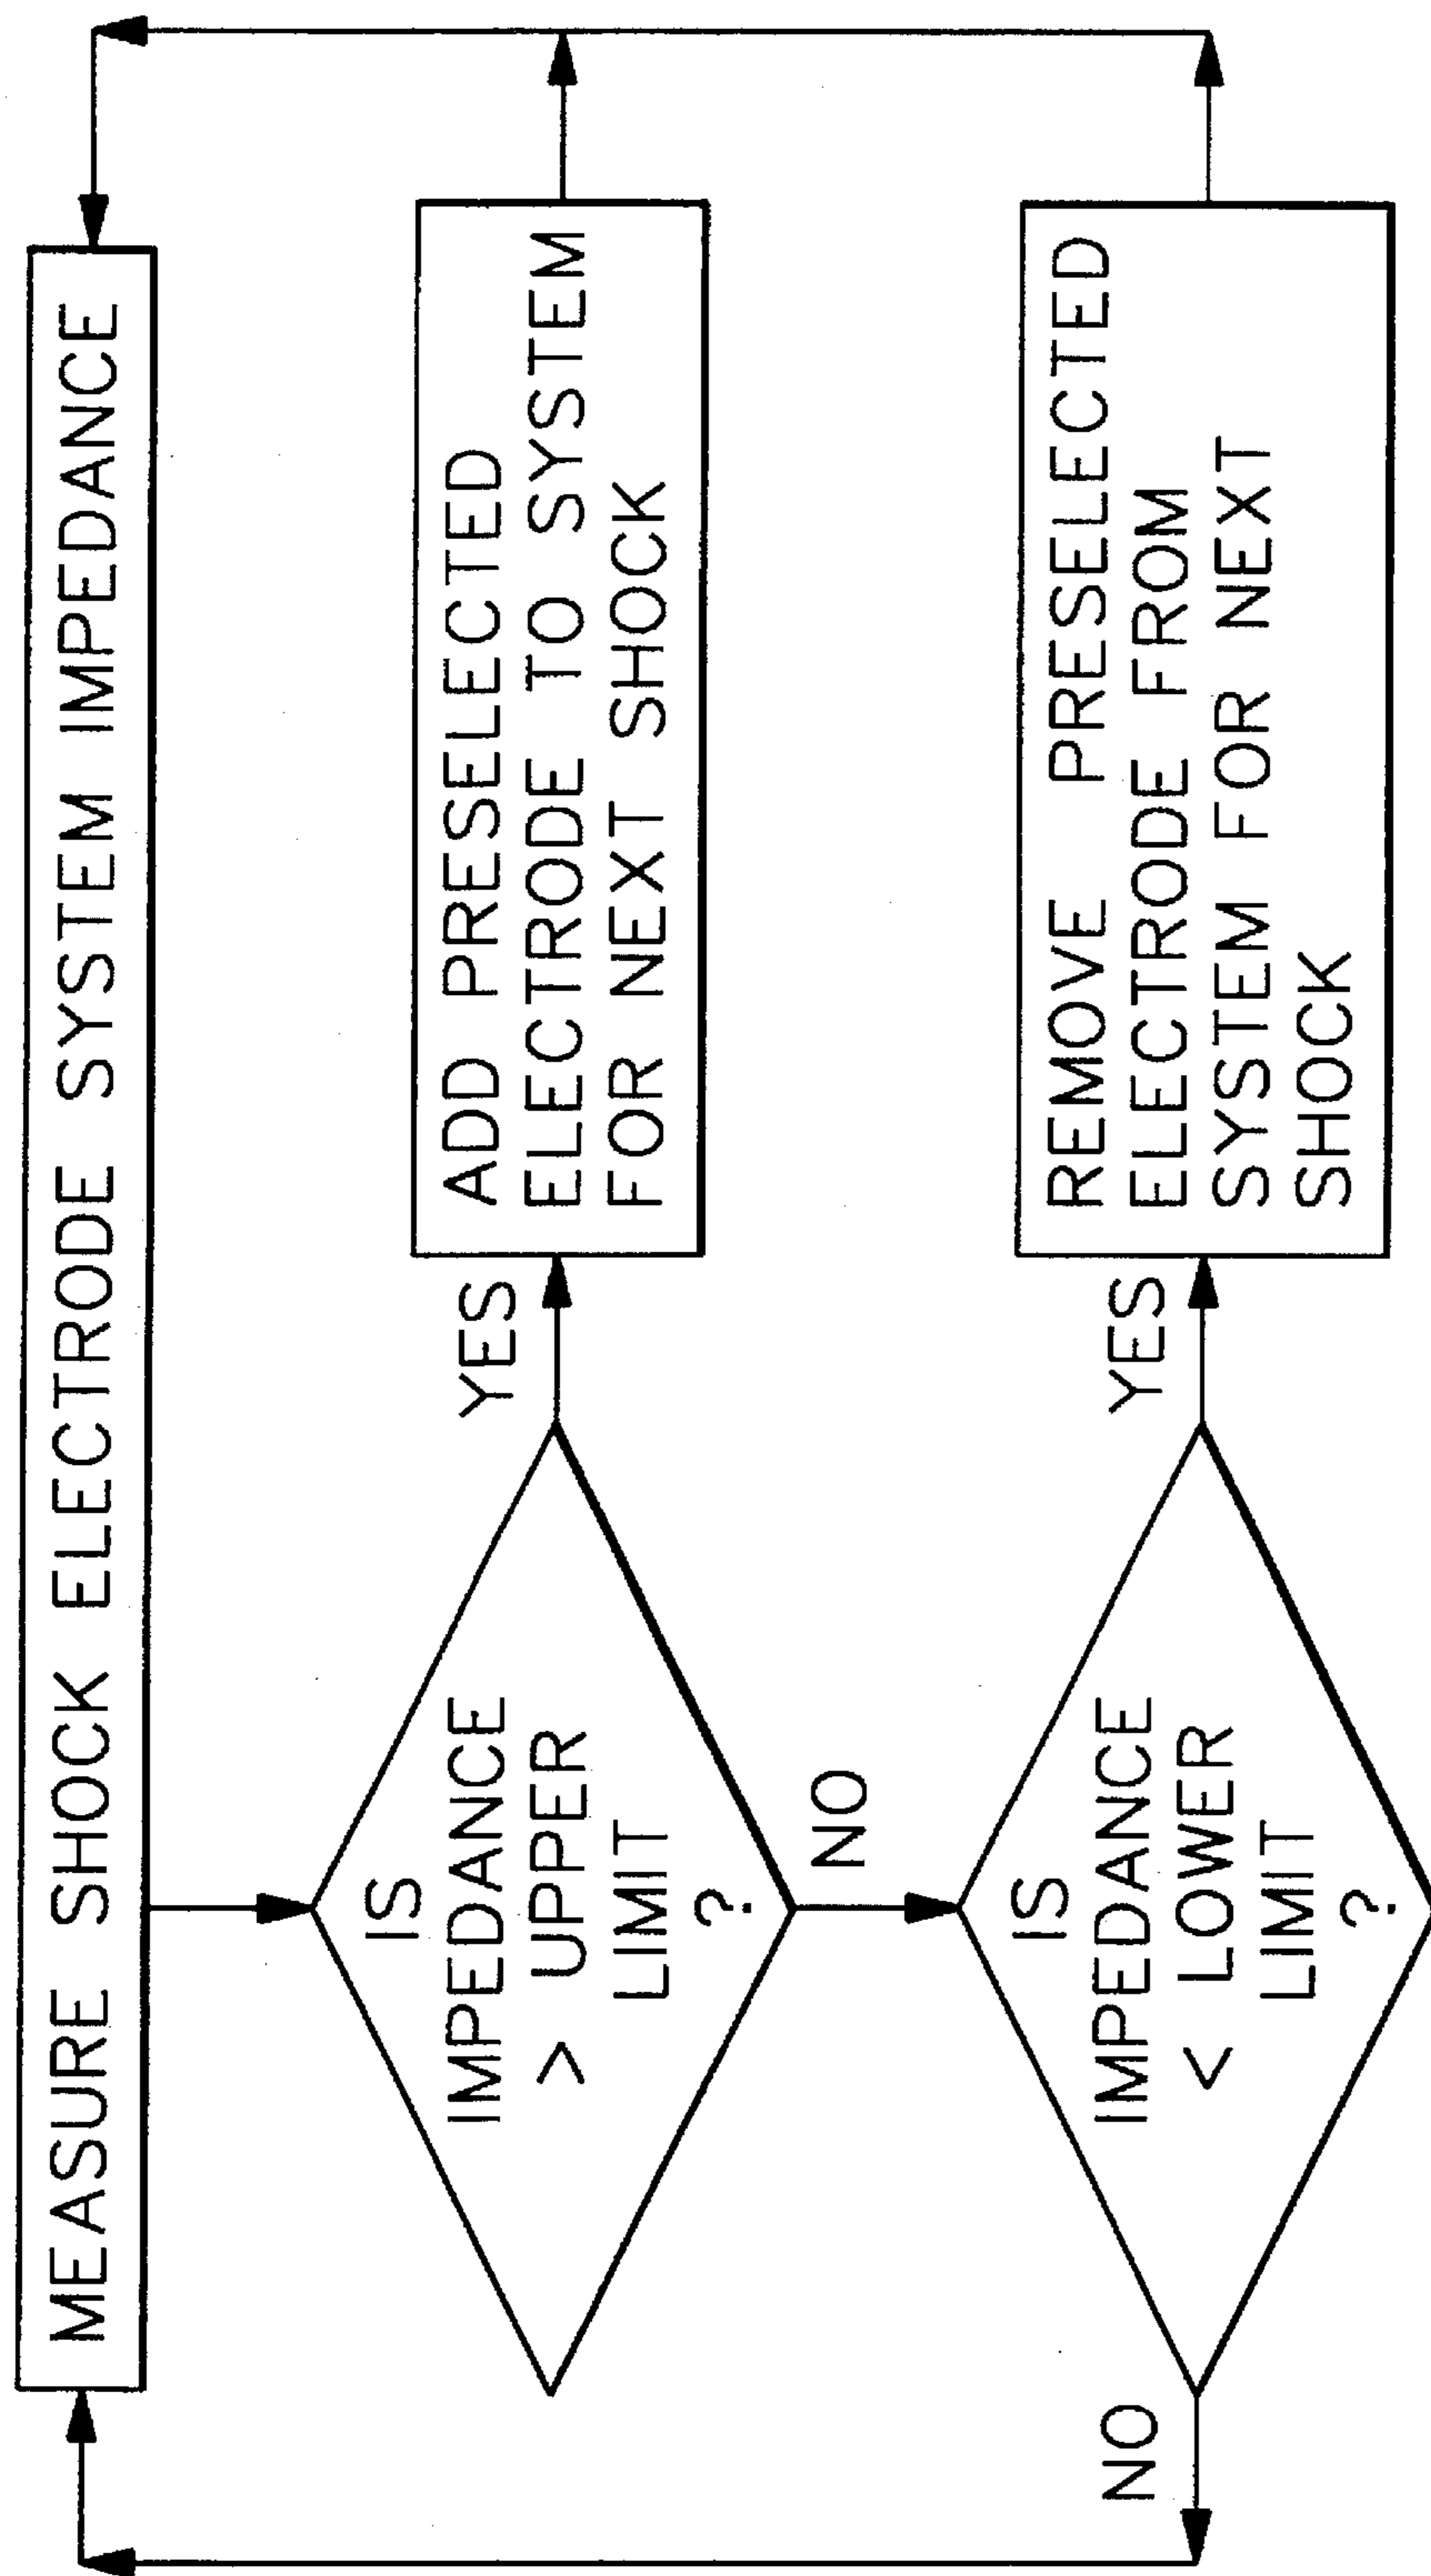 MEASURE SHOCK ELECTRODE SYSTEM IMPEDANCE
IS
IMPEDANCE
> UPPER
LIMIT
?
YES
ADD PRESELECTED
ELECTRODE TO SYSTEM
FOR NEXT SHOCK
NO
IS
IMPEDANCE
< LOWER
LIMIT
?
YES
REMOVE PRESELECTED
ELECTRODE FROM
SYSTEM FOR NEXT
SHOCK
NO